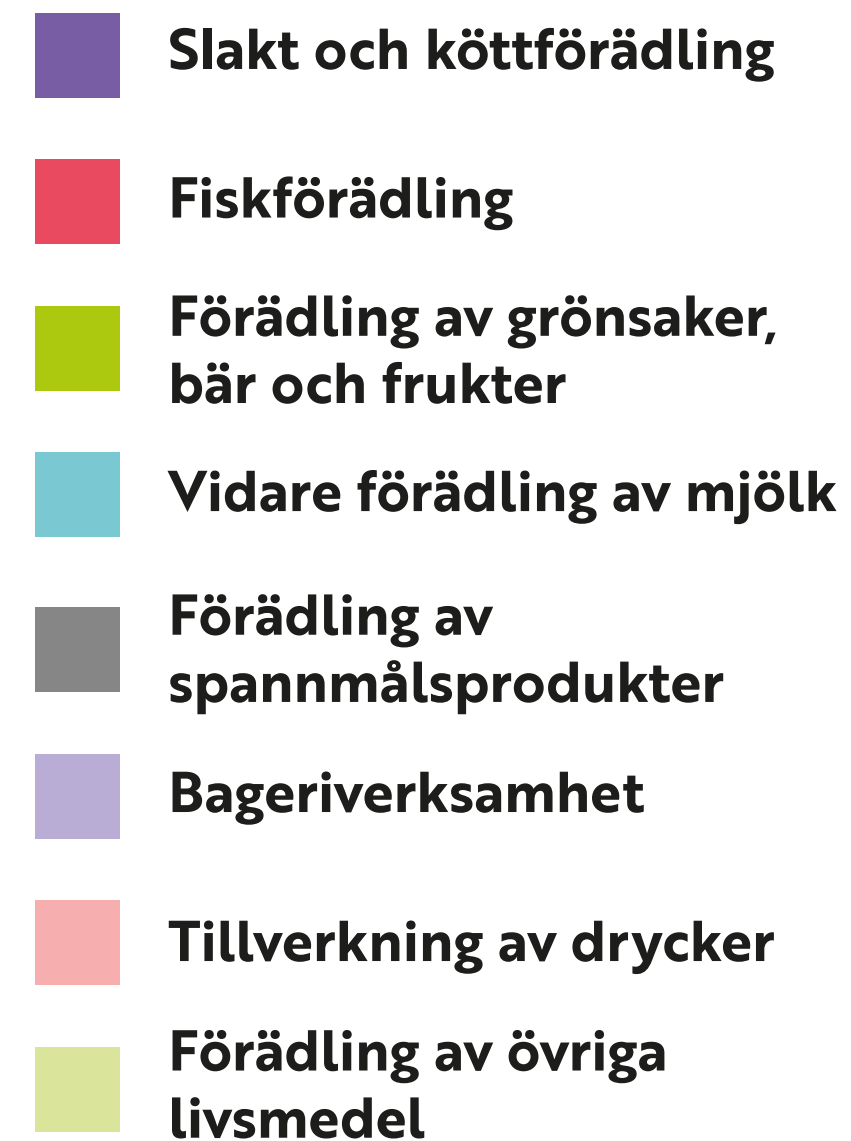 Slakt och köttförädling
Fiskförädling
Förädling av grönsaker,
bär och frukter
Vidare förädling av mjölk
Förädling av
spannmålsprodukter
Bageriverksamhet
Tillverkning av drycker
Förädling av övriga
livsmedel